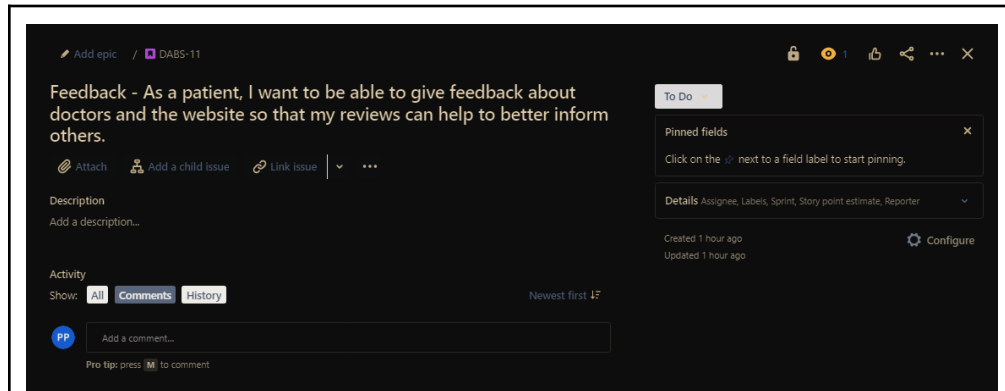 Add epic / DABS-11
1
Feedback - As a patient, I want to be able to give feedback about
doctors and the website so that my reviews can help to better inform
others.
Attach Add a child issue Link issue
Description
Add a description...
Activity
Show: All Comments History Newest first
PP Add a comment...
Pro tip: press M to comment
To Do
Pinned fields
Click on the next to a field label to start pinning.
Details Assignee, Labels, Sprint, Story point estimate, Reporter
Created 1 hour ago
Updated 1 hour ago
Configure